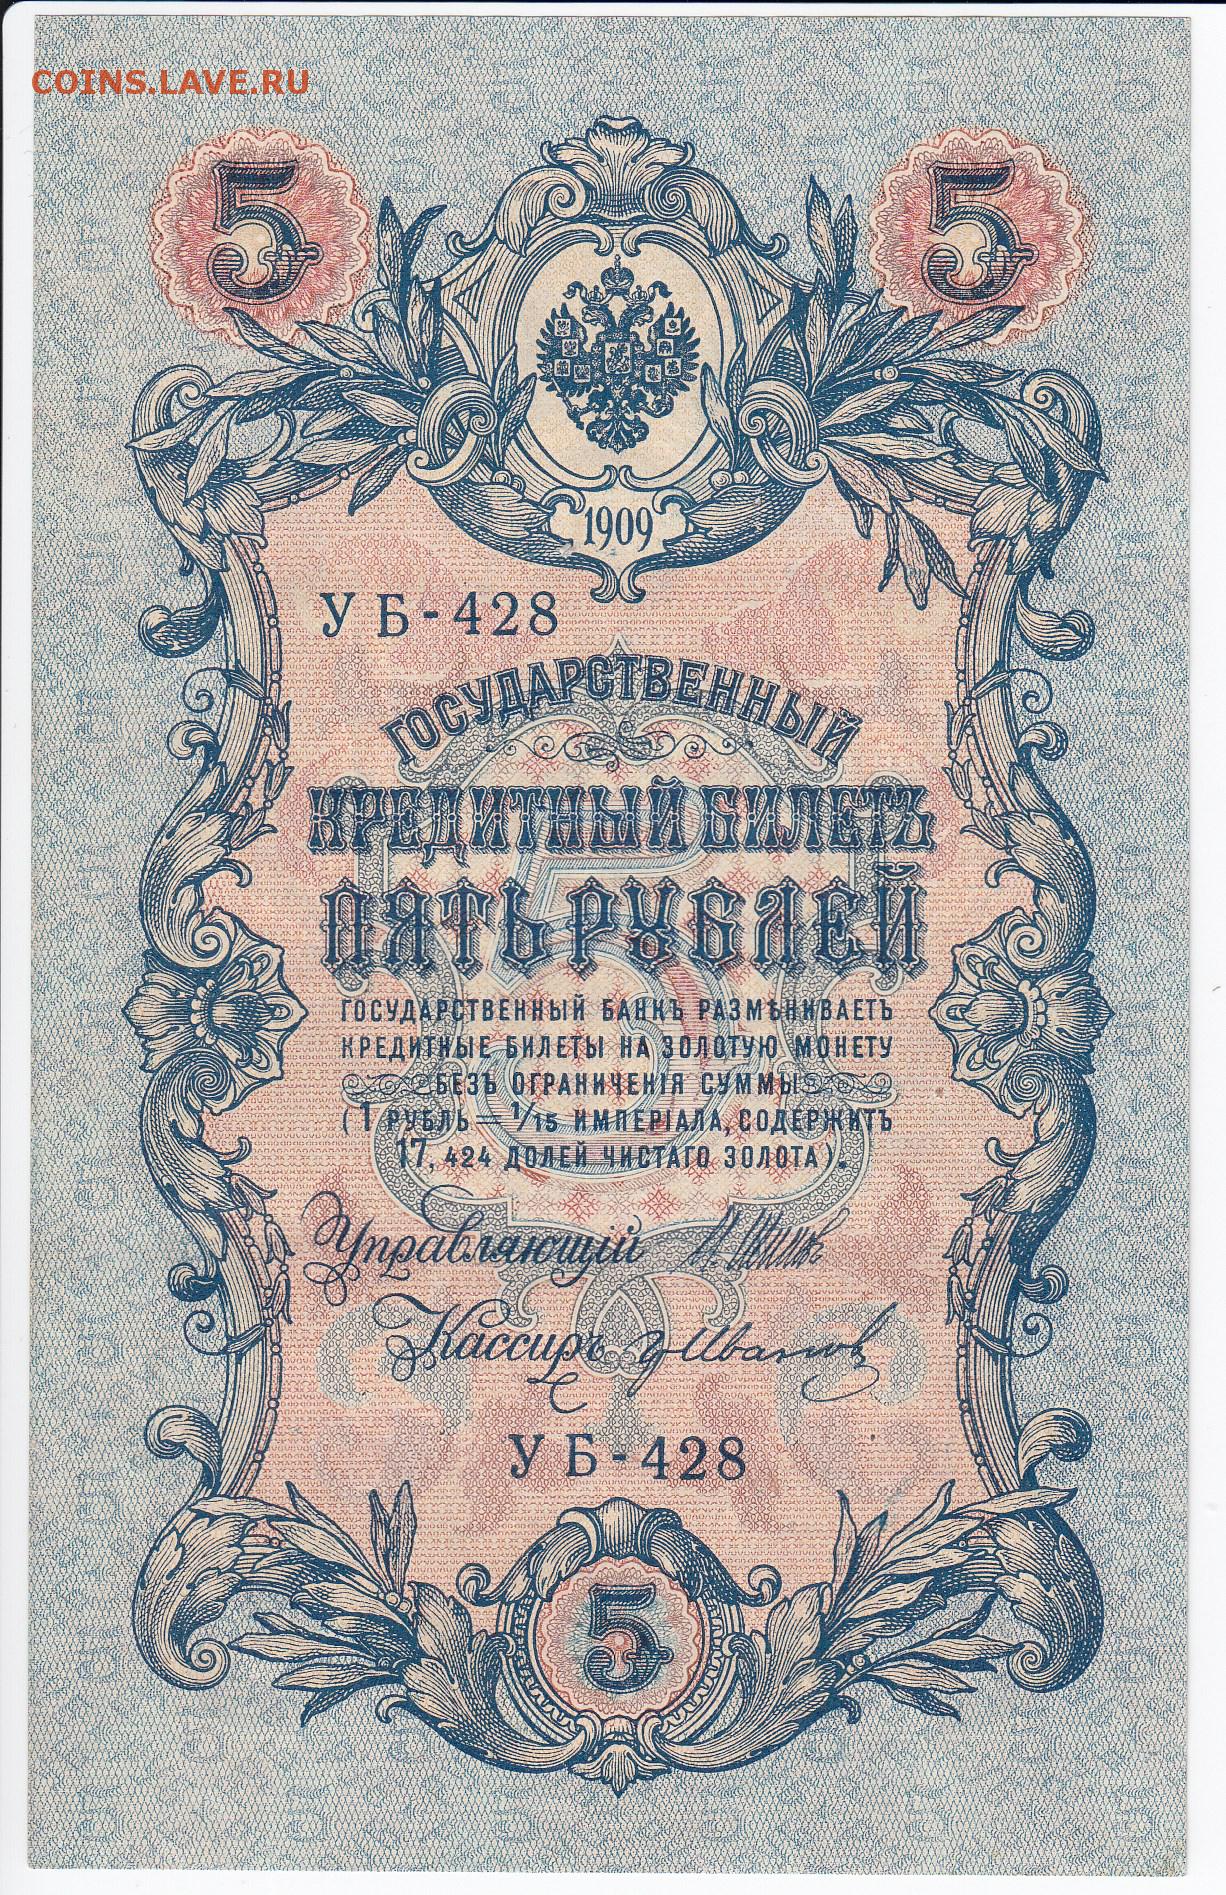 COINS.LAVE.RU
5 5
1909
УБ-428
ГОСУДАРСТВЕННЫЙ
КРЕДИТНЫЙ БИЛЕТЪ
5
ПЯТЬ РУБЛЕЙ
ГОСУДАРСТВЕННЫЙ БАНКЪ РАЗМѢНИВАЕТЪ
КРЕДИТНЫЕ БИЛЕТЫ НА ЗОЛОТУЮ МОНЕТУ
БЕЗЪ ОГРАНИЧЕНІЯ СУММЫ
(1 РУБЛЬ — 1/15 ИМПЕРІАЛА, СОДЕРЖИТЪ
17,424 ДОЛЕЙ ЧИСТАГО ЗОЛОТА).
Управляющій
Кассиръ Иванов
УБ-428
5